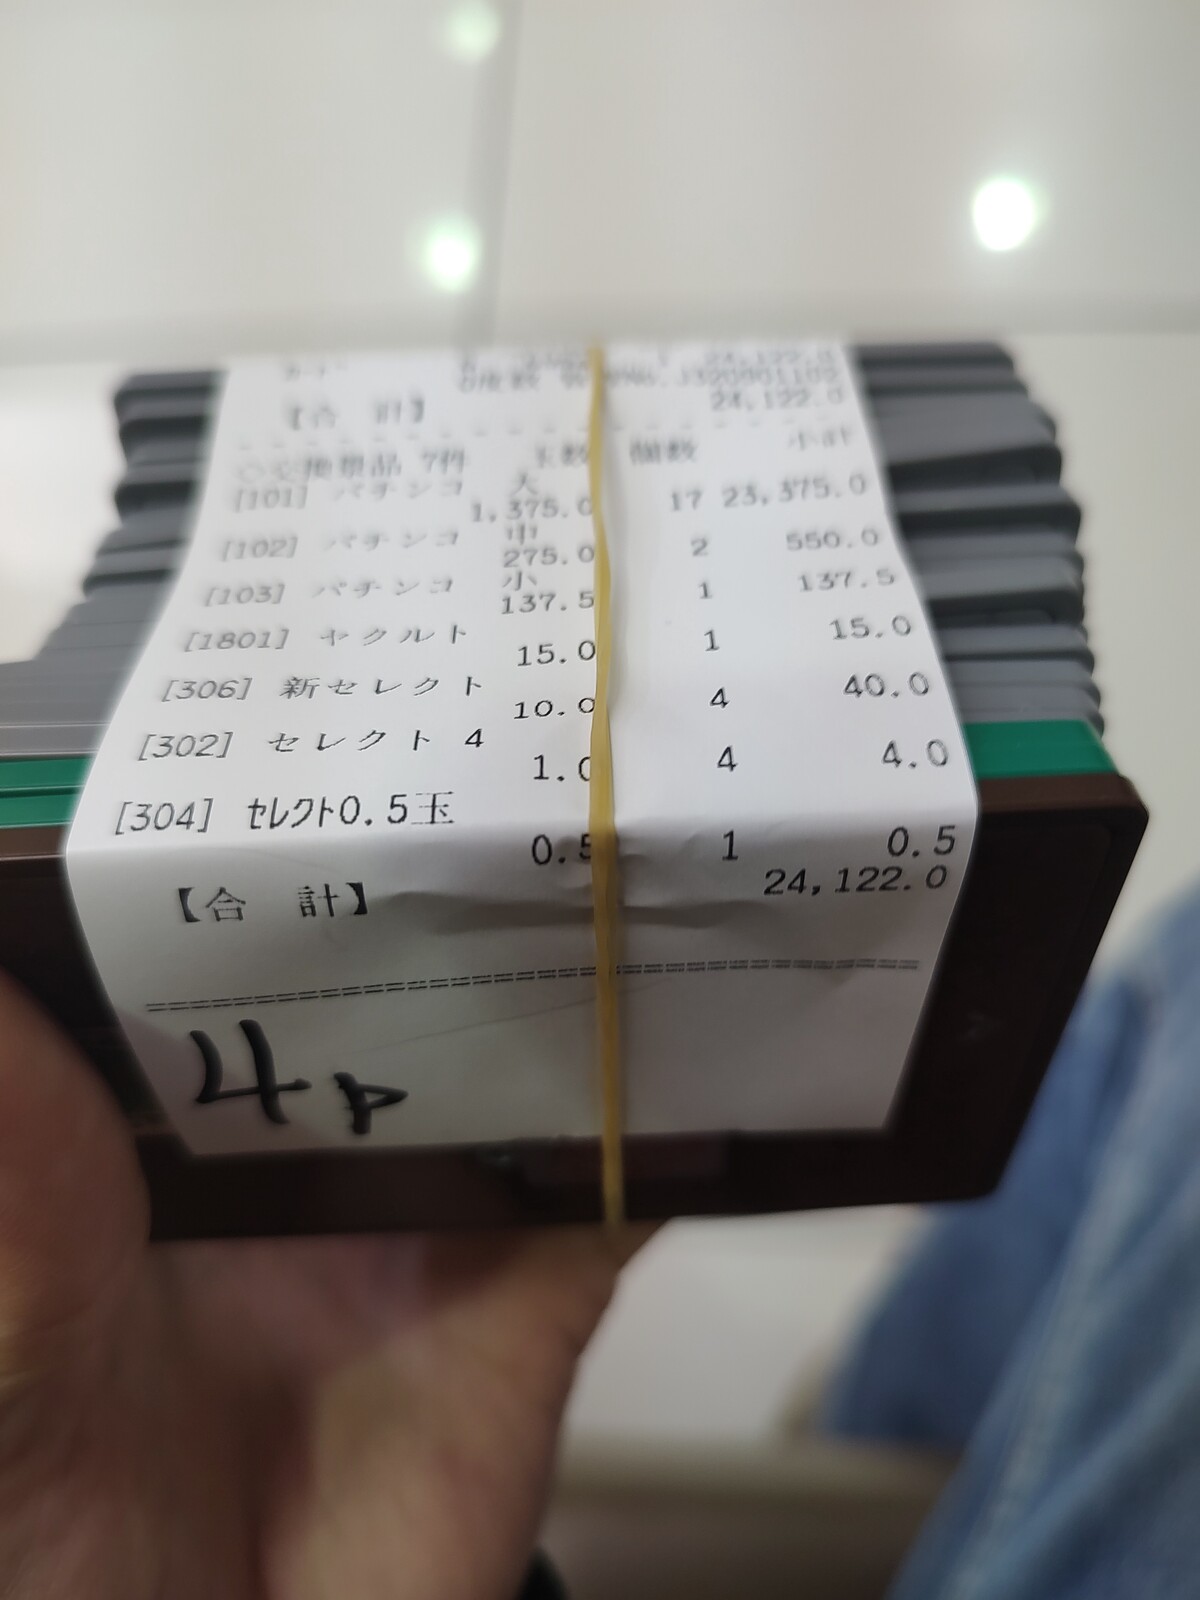 24,122.0
【合 計】 24,122.0
◇交換景品 7件 玉数 個数 小計
[101] パチンコ 大
1,375.0 17 23,375.0
[102] パチンコ 中
275.0 2 550.0
[103] パチンコ 小
137.5 1 137.5
[1801] ヤクルト
15.0 1 15.0
[306] 新セレクト
10.0 4 40.0
[302] セレクト 4
1.0 4 4.0
[304] セレクト0.5玉
0.5 1 0.5
【合 計】 24,122.0
4P